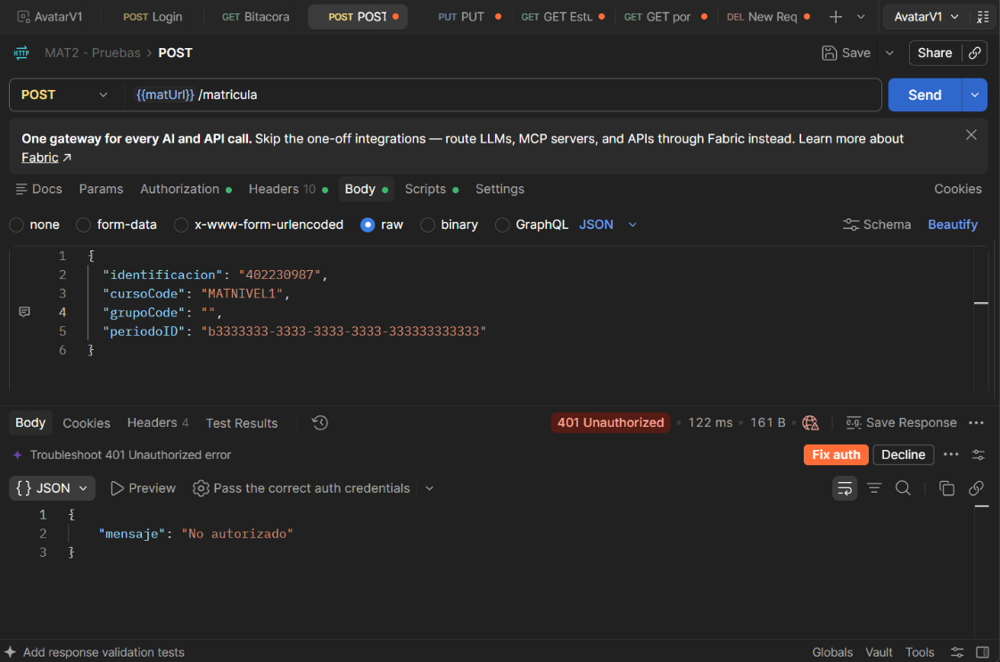 AvatarV1 POST Login GET Bitacora POST POST PUT PUT GET GET Estu GET GET por DEL New Req AvatarV1
HTTP MAT2 - Pruebas > POST Save Share
POST {{matUrl}} /matricula Send
One gateway for every AI and API call. Skip the one-off integrations — route LLMs, MCP servers, and APIs through Fabric instead. Learn more about
Fabric ↗
Docs Params Authorization Headers 10 Body Scripts Settings Cookies
none form-data x-www-form-urlencoded raw binary GraphQL JSON Schema Beautify
1 {
2 "identificacion": "402230987",
3 "cursoCode": "MATNIVEL1",
4 "grupoCode": "",
5 "periodoID": "b3333333-3333-3333-3333-333333333333"
6 }
Body Cookies Headers 4 Test Results 401 Unauthorized • 122 ms • 161 B e.g. Save Response
Troubleshoot 401 Unauthorized error Fix auth Decline
{} JSON Preview Pass the correct auth credentials
1 {
2 "mensaje": "No autorizado"
3 }
Add response validation tests Globals Vault Tools